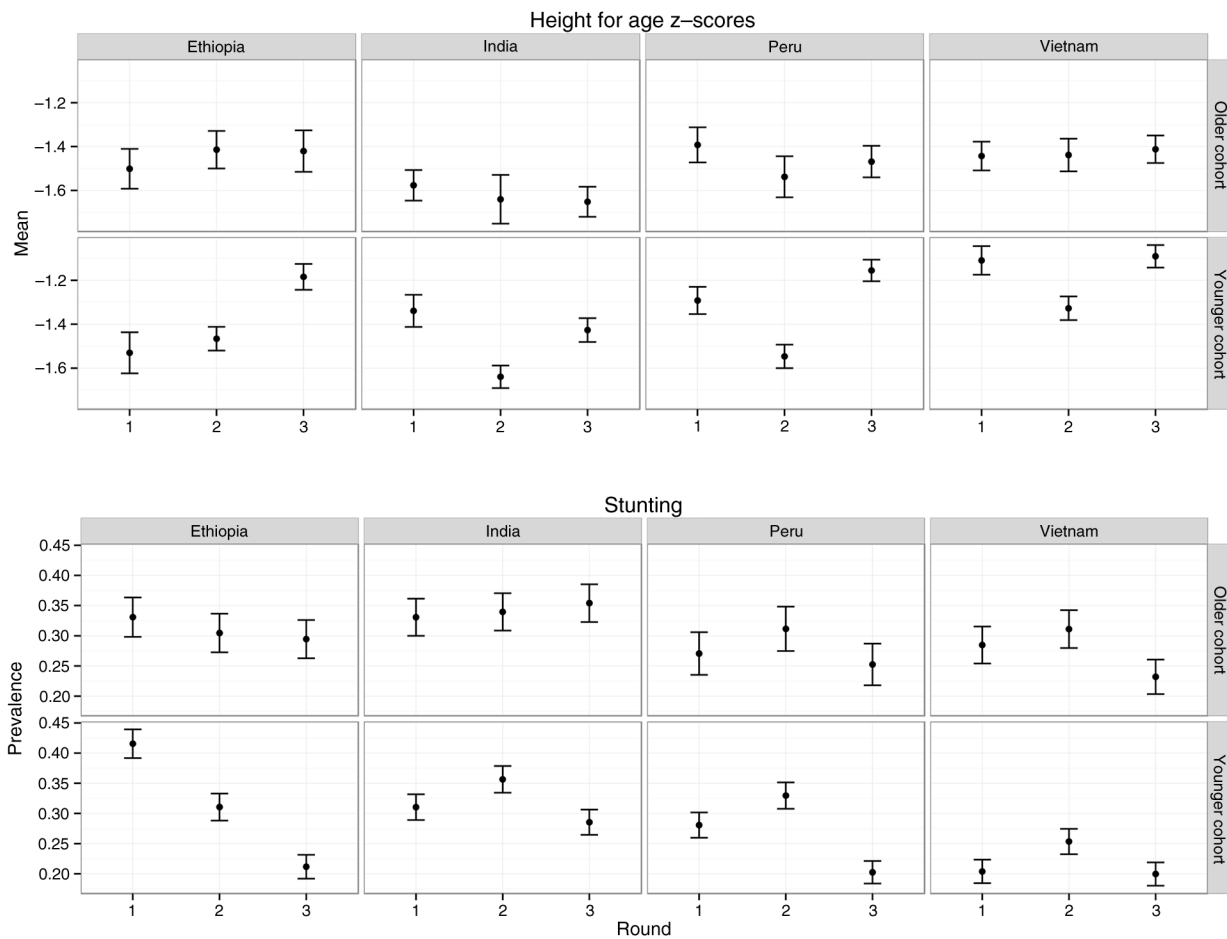 Height for age z–scores
Ethiopia India Peru Vietnam
Mean
−1.2
−1.4
−1.6
Older cohort
−1.2
−1.4
−1.6
Younger cohort
1 2 3 1 2 3 1 2 3 1 2 3
Stunting
Ethiopia India Peru Vietnam
Prevalence
0.45
0.40
0.35
0.30
0.25
0.20
Older cohort
0.45
0.40
0.35
0.30
0.25
0.20
Younger cohort
1 2 3 1 2 3 1 2 3 1 2 3
Round